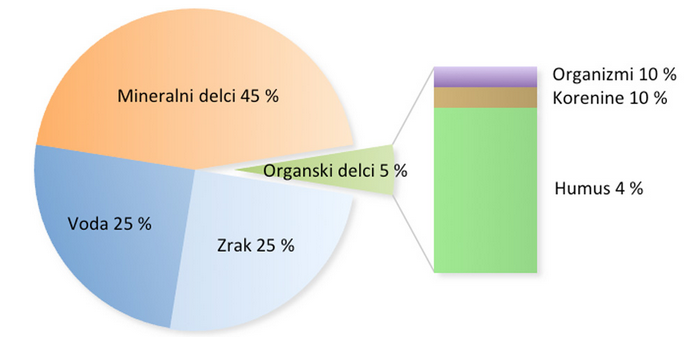 Mineralni delci 45 %
Organski delci 5 %
Voda 25 %
Zrak 25 %
Organizmi 10 %
Korenine 10 %
Humus 4 %